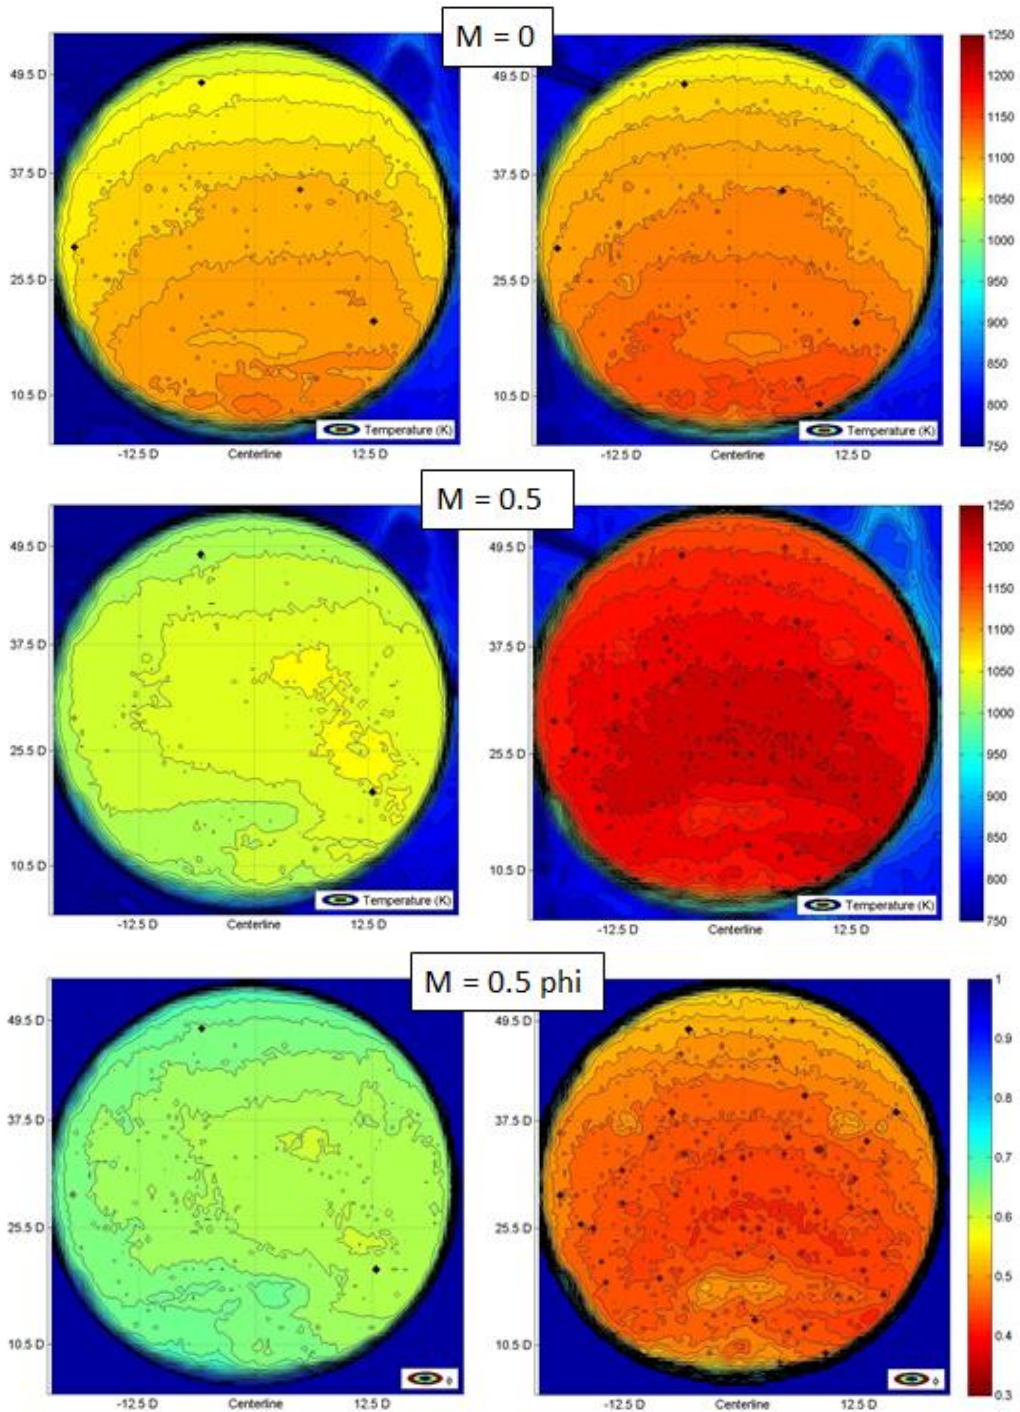 M = 0
49.5 D
37.5 D
25.5 D
10.5 D
-12.5 D Centerline 12.5 D
Temperature (K)
49.5 D
37.5 D
25.5 D
10.5 D
-12.5 D Centerline 12.5 D
Temperature (K)
1250
1200
1150
1100
1050
1000
950
900
850
800
750
M = 0.5
49.5 D
37.5 D
25.5 D
10.5 D
-12.5 D Centerline 12.5 D
Temperature (K)
49.5 D
37.5 D
25.5 D
10.5 D
-12.5 D Centerline 12.5 D
Temperature (K)
1250
1200
1150
1100
1050
1000
950
900
850
800
750
M = 0.5 phi
49.5 D
37.5 D
25.5 D
10.5 D
-12.5 D Centerline 12.5 D
ϕ
49.5 D
37.5 D
25.5 D
10.5 D
-12.5 D Centerline 12.5 D
ϕ
1
0.9
0.8
0.7
0.6
0.5
0.4
0.3